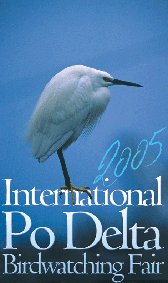 2005
International
Po Delta
Birdwatching Fair